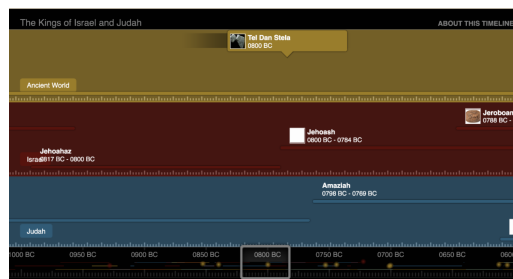 The Kings of Israel and Judah
ABOUT THIS TIMELINE
Tel Dan Stela
0800 BC
Ancient World
Jeroboam
0788 BC -
Jehoash
0800 BC - 0784 BC
Jehoahaz
0817 BC - 0800 BC
Amaziah
0798 BC - 0769 BC
Judah
1000 BC 0950 BC 0900 BC 0850 BC 0800 BC 0750 BC 0700 BC 0650 BC 0600